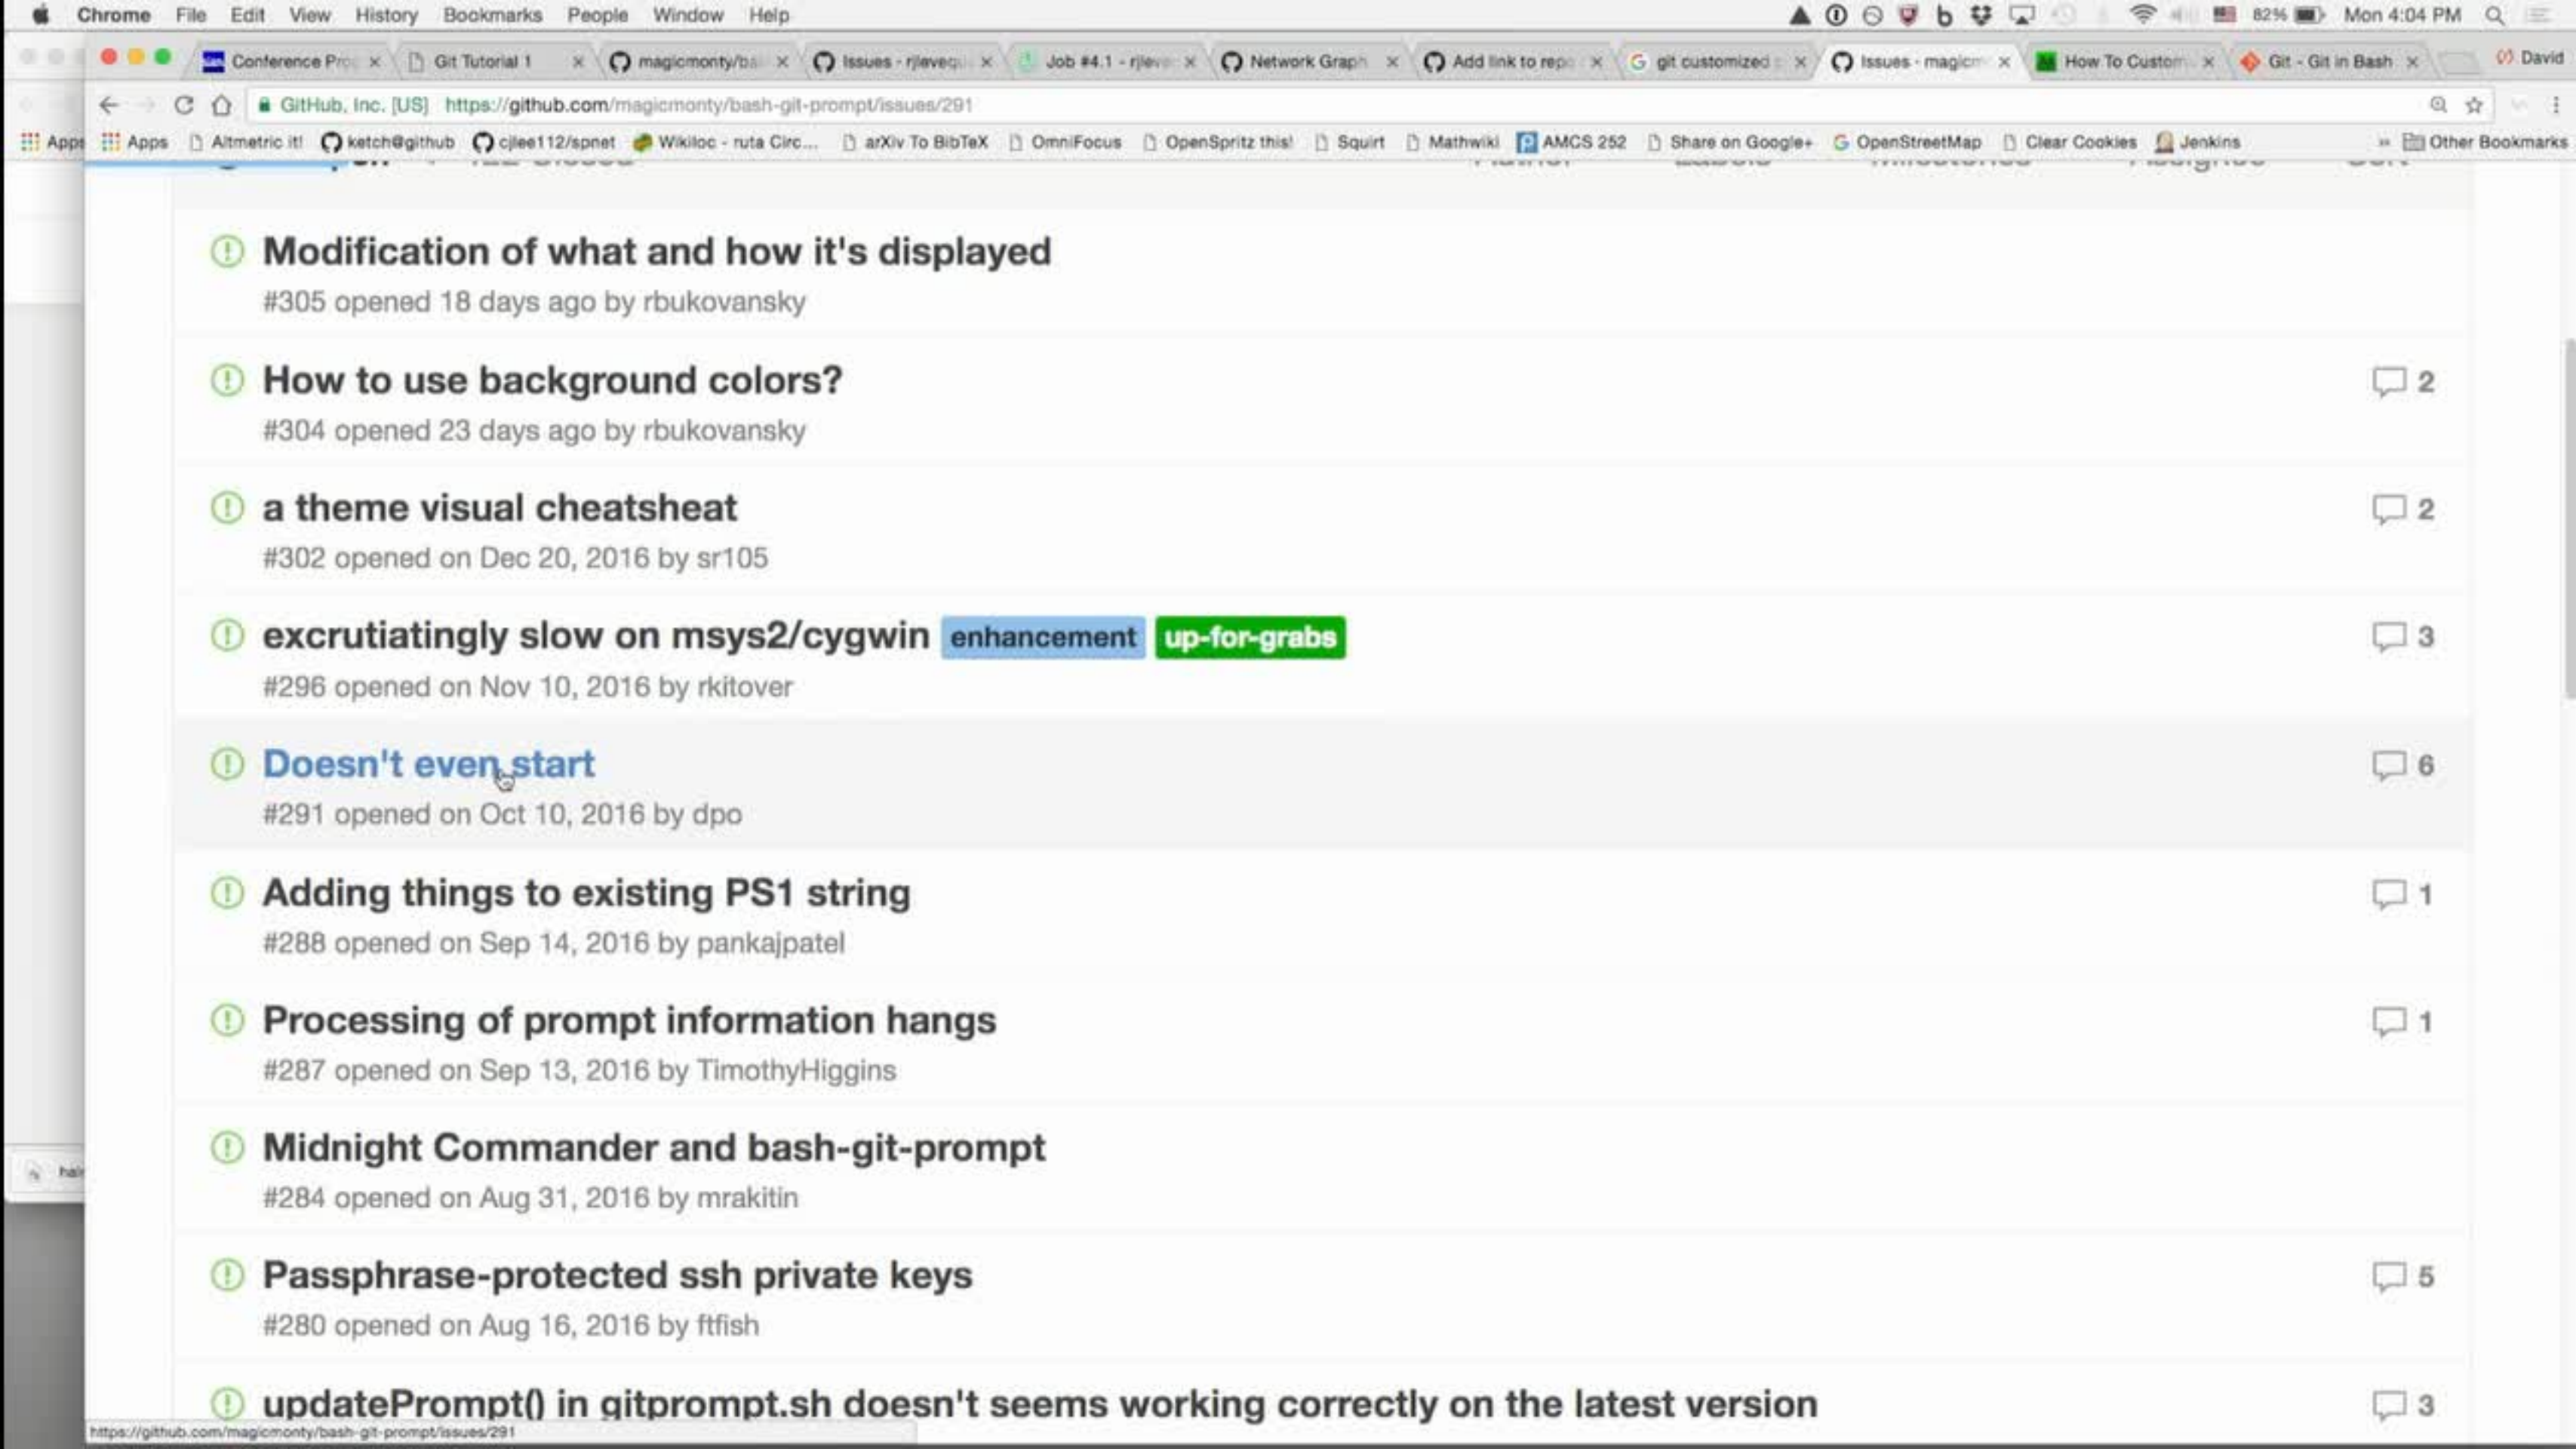 Chrome File Edit View History Bookmarks People Window Help 82% Mon 4:04 PM
Conference Pro Git Tutorial 1 magicmonty/ba Issues - rjlevequ Job #4.1 - rjleve Network Graph Add link to repo git customized Issues · magicm How To Custom Git - Git in Bash David
GitHub, Inc. [US] https://github.com/magicmonty/bash-git-prompt/issues/291
Apps Apps Altmetric it! ketch@github cjlee112/spnet Wikiloc - ruta Circ... arXiv To BibTeX OmniFocus OpenSpritz this! Squirt Mathwiki AMCS 252 Share on Google+ OpenStreetMap Clear Cookies Jenkins » Other Bookmarks
Modification of what and how it's displayed
#305 opened 18 days ago by rbukovansky
How to use background colors? 2
#304 opened 23 days ago by rbukovansky
a theme visual cheatsheat 2
#302 opened on Dec 20, 2016 by sr105
excrutiatingly slow on msys2/cygwin enhancement up-for-grabs 3
#296 opened on Nov 10, 2016 by rkitover
Doesn't even start 6
#291 opened on Oct 10, 2016 by dpo
Adding things to existing PS1 string 1
#288 opened on Sep 14, 2016 by pankajpatel
Processing of prompt information hangs 1
#287 opened on Sep 13, 2016 by TimothyHiggins
Midnight Commander and bash-git-prompt
#284 opened on Aug 31, 2016 by mrakitin
Passphrase-protected ssh private keys 5
#280 opened on Aug 16, 2016 by ftfish
updatePrompt() in gitprompt.sh doesn't seems working correctly on the latest version 3
https://github.com/magicmonty/bash-git-prompt/issues/291